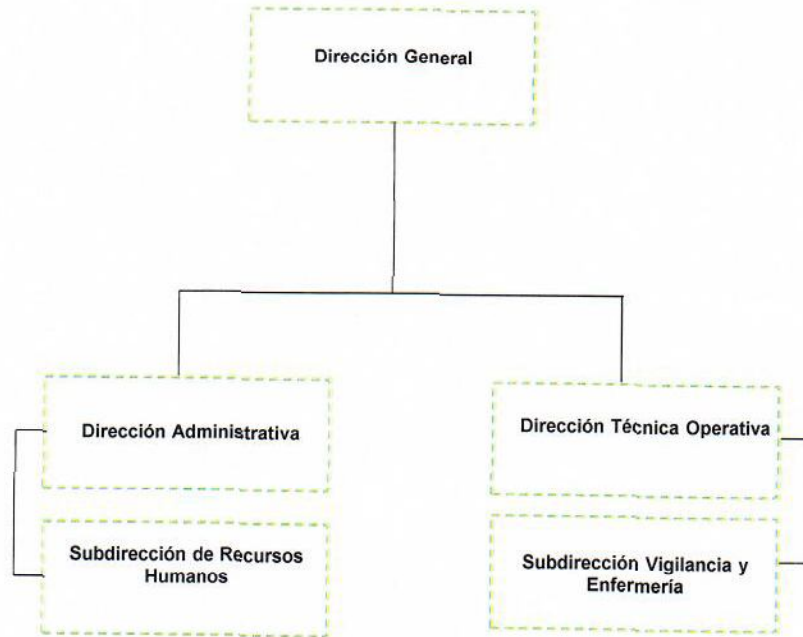 Dirección General
Dirección Administrativa
Dirección Técnica Operativa
Subdirección de Recursos
Humanos
Subdirección Vigilancia y
Enfermería